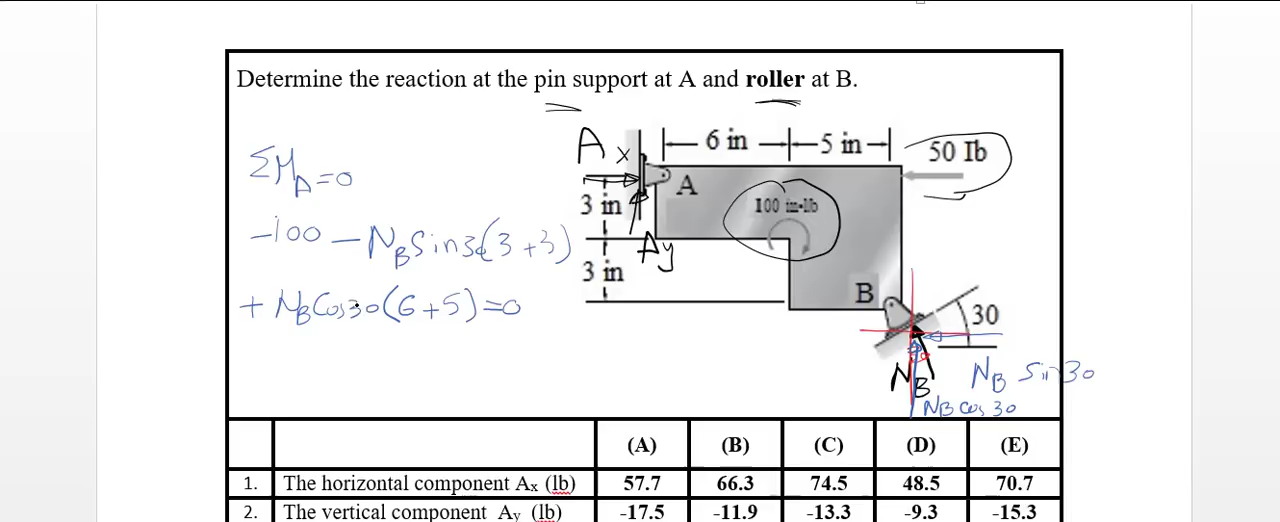 Determine the reaction at the pin support at A and roller at B.
ΣM_A=0
-100 - N_B Sin30(3+3)
+ N_B Cos30(6+5)=0
A_x
6 in
5 in
50 Ib
A
3 in
100 in-lb
A_y
3 in
B
30
N_B
N_B Sin30
N_B Cos 30
(A) (B) (C) (D) (E)
1. The horizontal component Ax (lb) 57.7 66.3 74.5 48.5 70.7
2. The vertical component Ay (lb) -17.5 -11.9 -13.3 -9.3 -15.3